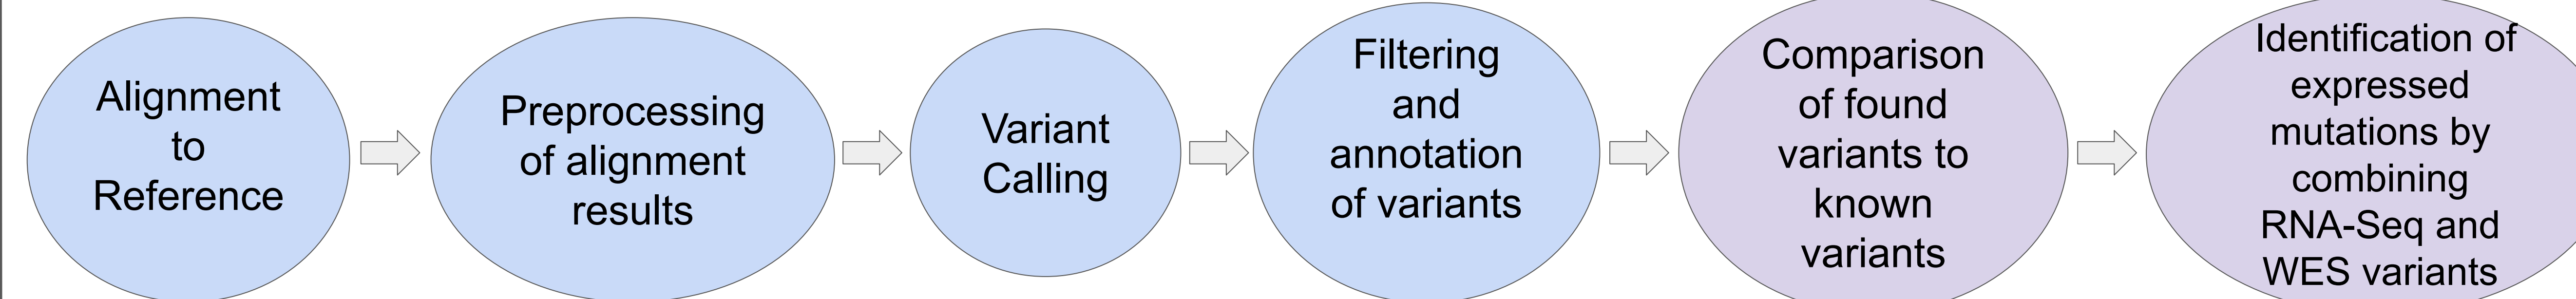 Alignment
to
Reference
Preprocessing
of alignment
results
Variant
Calling
Filtering
and
annotation
of variants
Comparison
of found
variants to
known
variants
Identification of
expressed
mutations by
combining
RNA-Seq and
WES variants